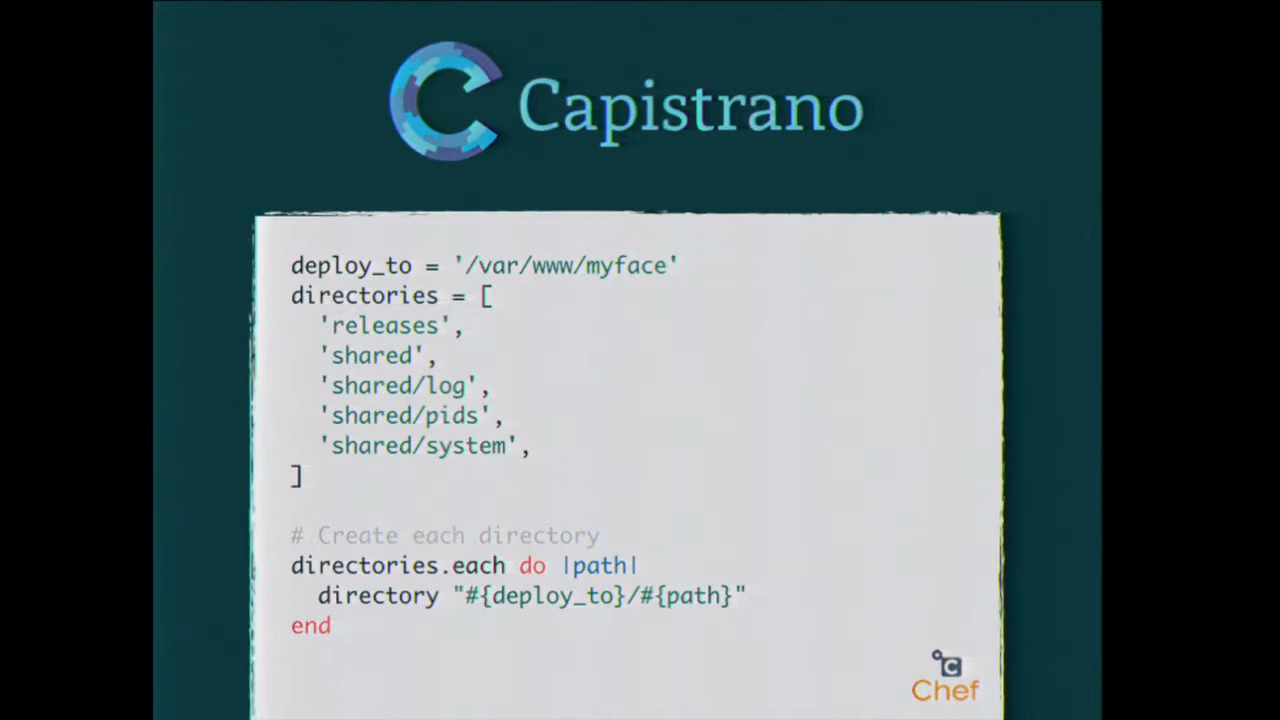 Capistrano
deploy_to = '/var/www/myface'
directories = [
  'releases',
  'shared',
  'shared/log',
  'shared/pids',
  'shared/system',
]
# Create each directory
directories.each do |path|
  directory "#{deploy_to}/#{path}"
end
C
Chef